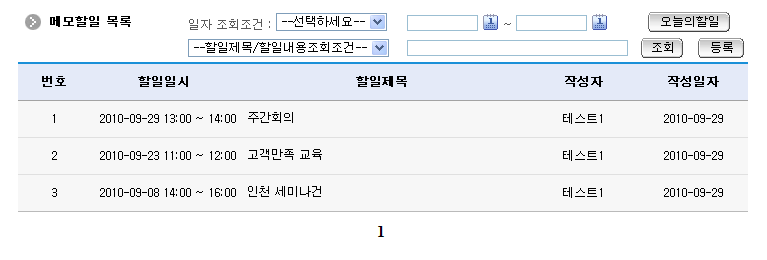 메모할일 목록 일자 조회조건 : --선택하세요-- ~ 오늘의할일
--할일제목/할일내용조회조건-- 조회 등록
번호 할일일시 할일제목 작성자 작성일자
1 2010-09-29 13:00 ~ 14:00 주간회의 테스트1 2010-09-29
2 2010-09-23 11:00 ~ 12:00 고객만족 교육 테스트1 2010-09-29
3 2010-09-08 14:00 ~ 16:00 인천 세미나건 테스트1 2010-09-29
1